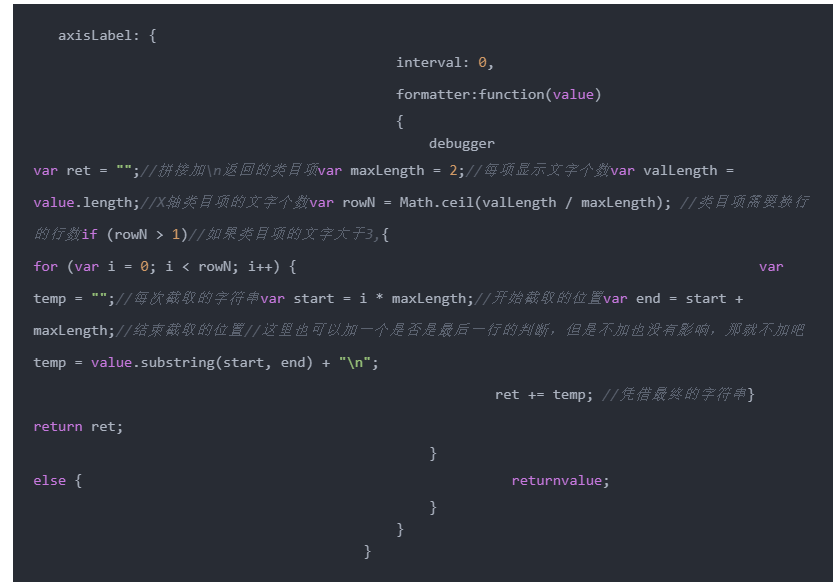 axisLabel: {
interval: 0,
formatter:function(value)
{
debugger
var ret = "";//拼接加\n返回的类目项var maxLength = 2;//每项显示文字个数var valLength =
value.length;//X轴类目项的文字个数var rowN = Math.ceil(valLength / maxLength); //类目项需要换行
的行数if (rowN > 1)//如果类目项的文字大于3,{
for (var i = 0; i < rowN; i++) { var
temp = "";//每次截取的字符串var start = i * maxLength;//开始截取的位置var end = start +
maxLength;//结束截取的位置//这里也可以加一个是否是最后一行的判断，但是不加也没有影响，那就不加吧
temp = value.substring(start, end) + "\n";
ret += temp; //凭借最终的字符串}
return ret;
}
else { returnvalue;
}
}
}